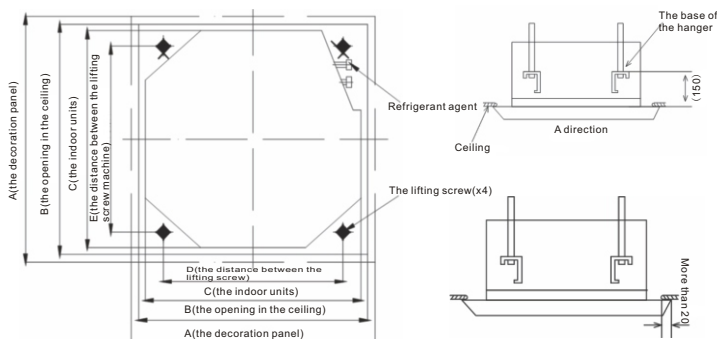 A(the decoration panel)
B(the opening in the ceiling)
C(the indoor units)
E(the distance between the lifting
screw machine)
Refrigerant agent
The lifting screw(x4)
D(the distance between the
lifting screw)
C(the indoor units)
B(the opening in the ceiling)
A(the decoration panel)
The base of
the hanger
(150)
A direction
Ceiling
More than 20